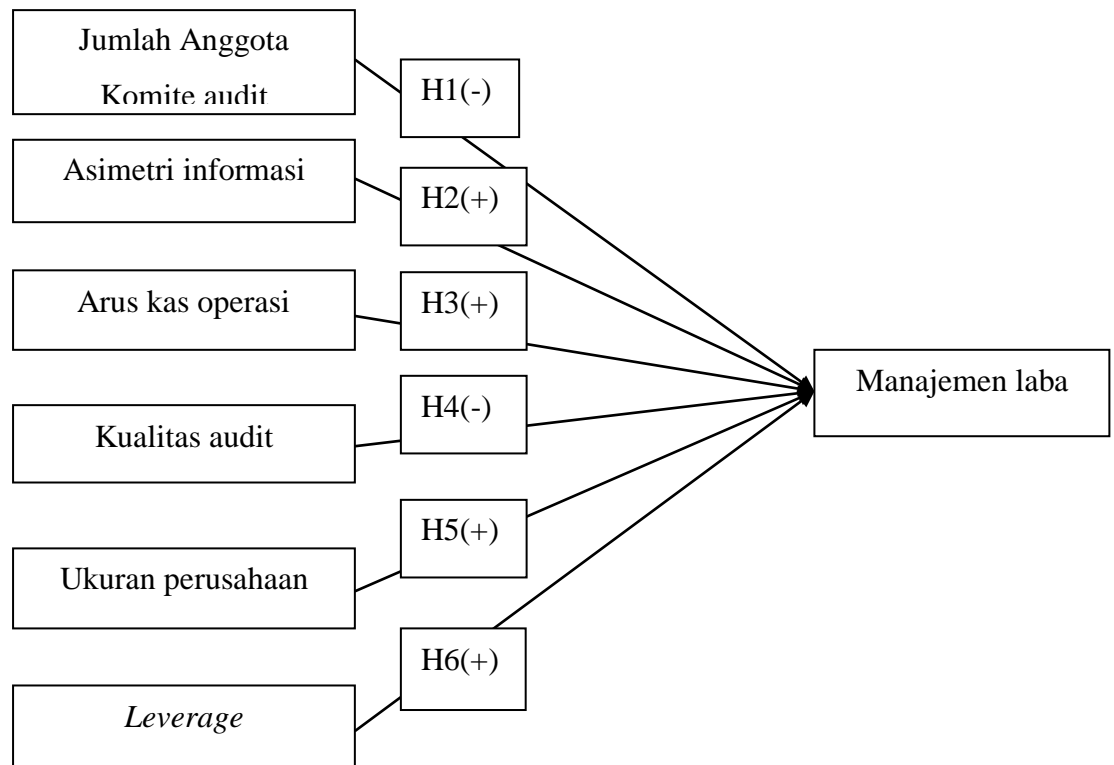 Jumlah Anggota
Komite audit
H1(-)
Asimetri informasi
H2(+)
Arus kas operasi
H3(+)
Manajemen laba
H4(-)
Kualitas audit
H5(+)
Ukuran perusahaan
H6(+)
Leverage